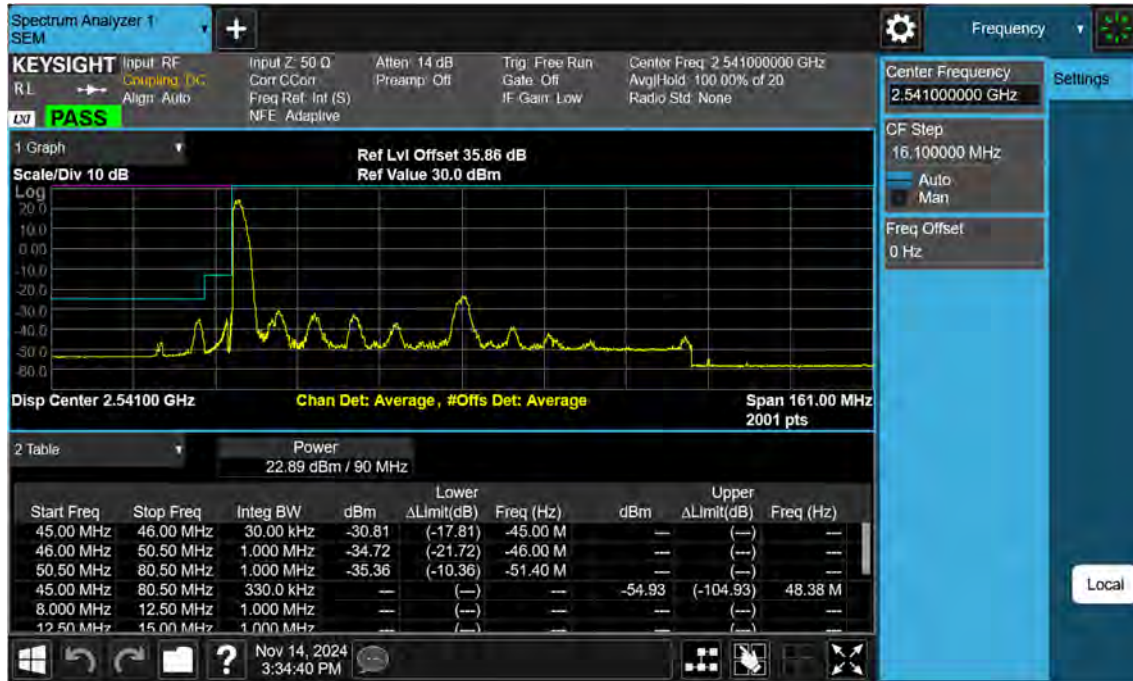 Spectrum Analyzer 1
SEM
Frequency
KEYSIGHT
RL
LXI
PASS
Input: RF
Coupling: DC
Align: Auto
Input Z: 50 Ω
Corr CCorr
Freq Ref: Int (S)
NFE: Adaptive
Atten: 14 dB
Preamp: Off
Trig: Free Run
Gate: Off
IF Gain: Low
Center Freq: 2.541000000 GHz
Avg|Hold: 100.00% of 20
Radio Std: None
Center Frequency
2.541000000 GHz
Settings
CF Step
16.100000 MHz
Auto
Man
Freq Offset
0 Hz
Local
1 Graph
Scale/Div 10 dB
Ref Lvl Offset 35.86 dB
Ref Value 30.0 dBm
Log
20.0
10.0
0.00
-10.0
-20.0
-30.0
-40.0
-50.0
-60.0
Disp Center 2.54100 GHz
Chan Det: Average, #Offs Det: Average
Span 161.00 MHz
2001 pts
2 Table
Power
22.89 dBm / 90 MHz
Lower Upper
Start Freq Stop Freq Integ BW dBm ΔLimit(dB) Freq (Hz) dBm ΔLimit(dB) Freq (Hz)
45.00 MHz 46.00 MHz 30.00 kHz -30.81 (-17.81) -45.00 M --- (---) ---
46.00 MHz 50.50 MHz 1.000 MHz -34.72 (-21.72) -46.00 M --- (---) ---
50.50 MHz 80.50 MHz 1.000 MHz -35.36 (-10.36) -51.40 M --- (---) ---
45.00 MHz 80.50 MHz 330.0 kHz --- (---) --- -54.93 (-104.93) 48.38 M
8.000 MHz 12.50 MHz 1.000 MHz --- (---) --- --- (---) ---
12.50 MHz 15.00 MHz 1.000 MHz --- (---) --- --- (---) ---
?
Nov 14, 2024
3:34:40 PM